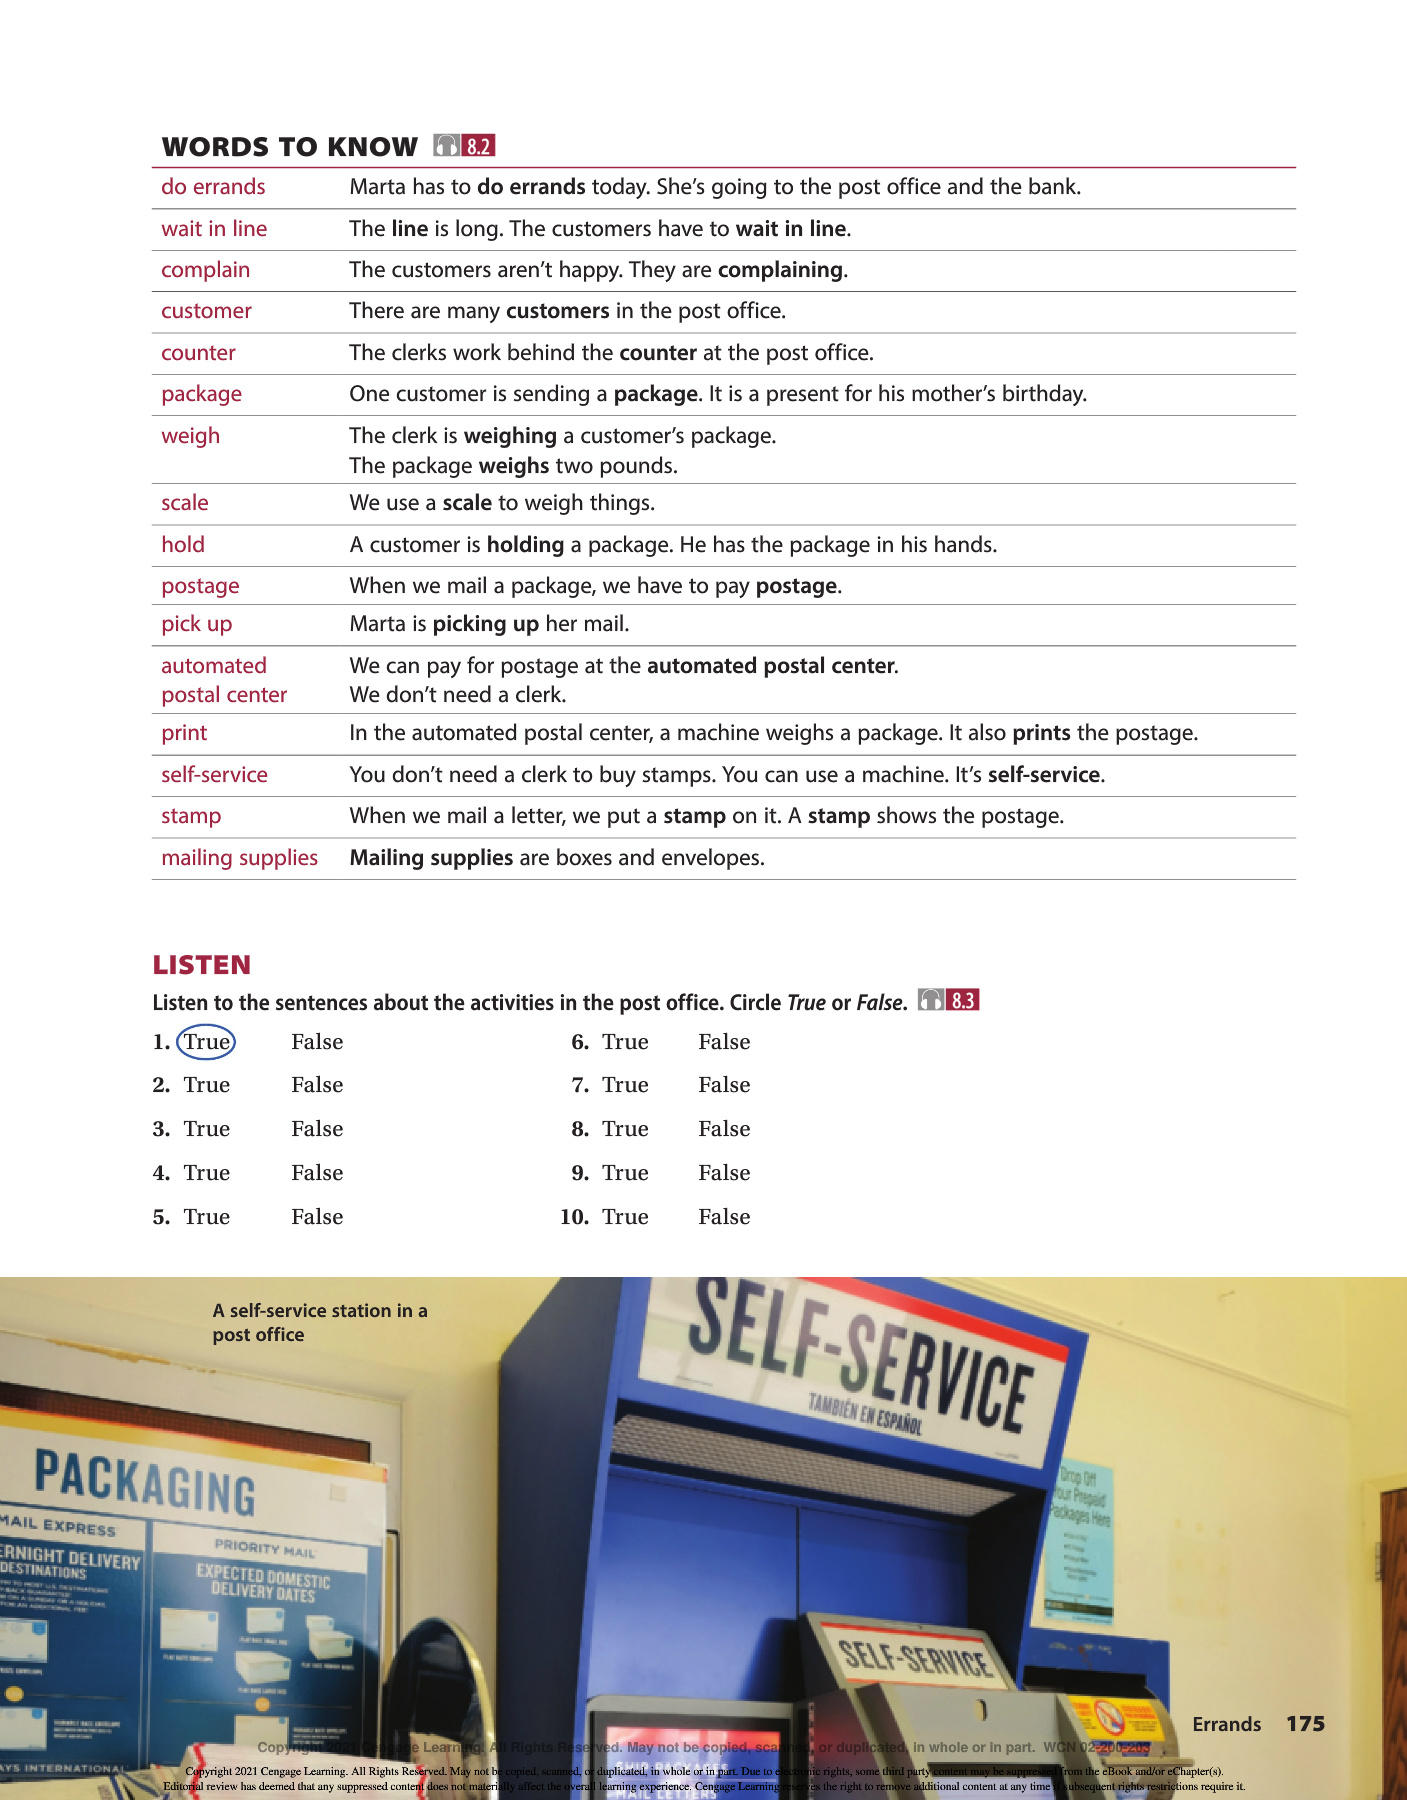 WORDS TO KNOW 8.2
do errands Marta has to do errands today. She’s going to the post office and the bank.
wait in line The line is long. The customers have to wait in line.
complain The customers aren’t happy. They are complaining.
customer There are many customers in the post office.
counter The clerks work behind the counter at the post office.
package One customer is sending a package. It is a present for his mother’s birthday.
weigh The clerk is weighing a customer’s package.
The package weighs two pounds.
scale We use a scale to weigh things.
hold A customer is holding a package. He has the package in his hands.
postage When we mail a package, we have to pay postage.
pick up Marta is picking up her mail.
automated We can pay for postage at the automated postal center.
postal center We don’t need a clerk.
print In the automated postal center, a machine weighs a package. It also prints the postage.
self-service You don’t need a clerk to buy stamps. You can use a machine. It’s self-service.
stamp When we mail a letter, we put a stamp on it. A stamp shows the postage.
mailing supplies Mailing supplies are boxes and envelopes.
LISTEN
Listen to the sentences about the activities in the post office. Circle True or False. 8.3
1. True False 6. True False
2. True False 7. True False
3. True False 8. True False
4. True False 9. True False
5. True False 10. True False
A self-service station in a
post office
SELF-SERVICE
TAMBIÉN EN ESPAÑOL
PACKAGING
MAIL EXPRESS
PRIORITY MAIL
ERNIGHT DELIVERY
DESTINATIONS
EXPECTED DOMESTIC
DELIVERY DATES
Drop Off
Your Prepaid
Packages Here
SELF-SERVICE
SHIP PACKAGES
MAIL LETTERS
AYS INTERNATIONAL
Errands 175
Copyright 2021 Cengage Learning. All Rights Reserved. May not be copied, scanned, or duplicated, in whole or in part. WCN 02-200-203
Copyright 2021 Cengage Learning. All Rights Reserved. May not be copied, scanned, or duplicated, in whole or in part. Due to electronic rights, some third party content may be suppressed from the eBook and/or eChapter(s).
Editorial review has deemed that any suppressed content does not materially affect the overall learning experience. Cengage Learning reserves the right to remove additional content at any time if subsequent rights restrictions require it.